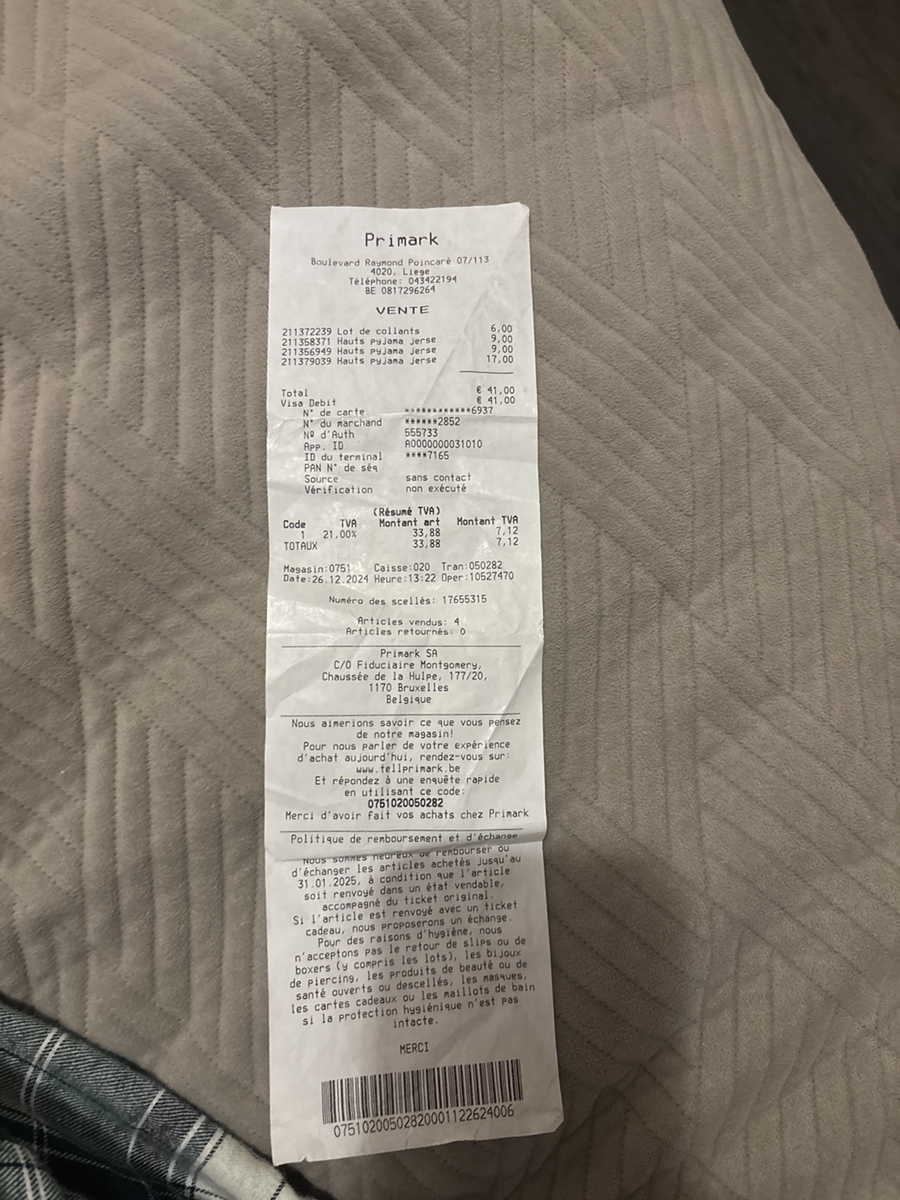 Primark
Boulevard Raymond Poincaré 07/113
4020, Liege
Téléphone: 043422194
BE 0817296264
VENTE
211372239 Lot de collants 6,00
211358371 Hauts pyjama jerse 9,00
211356949 Hauts pyjama jerse 9,00
211379039 Hauts pyjama jerse 17,00
Total € 41,00
Visa Debit € 41,00
N° de carte ************6937
N° du marchand ******2852
Nº d'Auth 555733
App. ID A0000000031010
ID du terminal ****7165
PAN N° de séq
Source sans contact
Vérification non exécuté
(Résumé TVA)
Code TVA Montant art Montant TVA
1 21,00% 33,88 7,12
TOTAUX 33,88 7,12
Magasin:0751 Caisse:020 Tran:050282
Date:26.12.2024 Heure:13:22 Oper:10527470
Numéro des scellés: 17655315
Articles vendus: 4
Articles retournés: 0
Primark SA
C/O Fiduciaire Montgomery,
Chaussée de la Hulpe, 177/20,
1170 Bruxelles
Belgique
Nous aimerions savoir ce que vous pensez
de notre magasin!
Pour nous parler de votre expérience
d'achat aujourd'hui, rendez-vous sur:
www.tellprimark.be
Et répondez à une enquête rapide
en utilisant ce code:
0751020050282
Merci d'avoir fait vos achats chez Primark
Politique de remboursement et d'échange
Nous sommes heureux de rembourser ou
d'échanger les articles achetés jusqu'au
31.01.2025, à condition que l'article
soit renvoyé dans un état vendable,
accompagné du ticket original.
Si l'article est renvoyé avec un ticket
cadeau, nous proposerons un échange.
Pour des raisons d'hygiène, nous
n'acceptons pas le retour de slips ou de
boxers (y compris les lots), les bijoux
de piercing, les produits de beauté ou de
santé ouverts ou descellés, les masques,
les cartes cadeaux ou les maillots de bain
si la protection hygiénique n'est pas
intacte.
MERCI
07510200502820001122624006